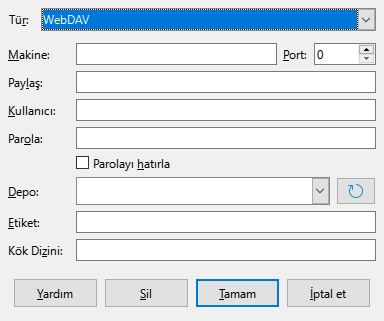 Tür: WebDAV
Makine: Port: 0
Paylaş:
Kullanıcı:
Parola:
Parolayı hatırla
Depo:
Etiket:
Kök Dizini:
Yardım Sil Tamam İptal et